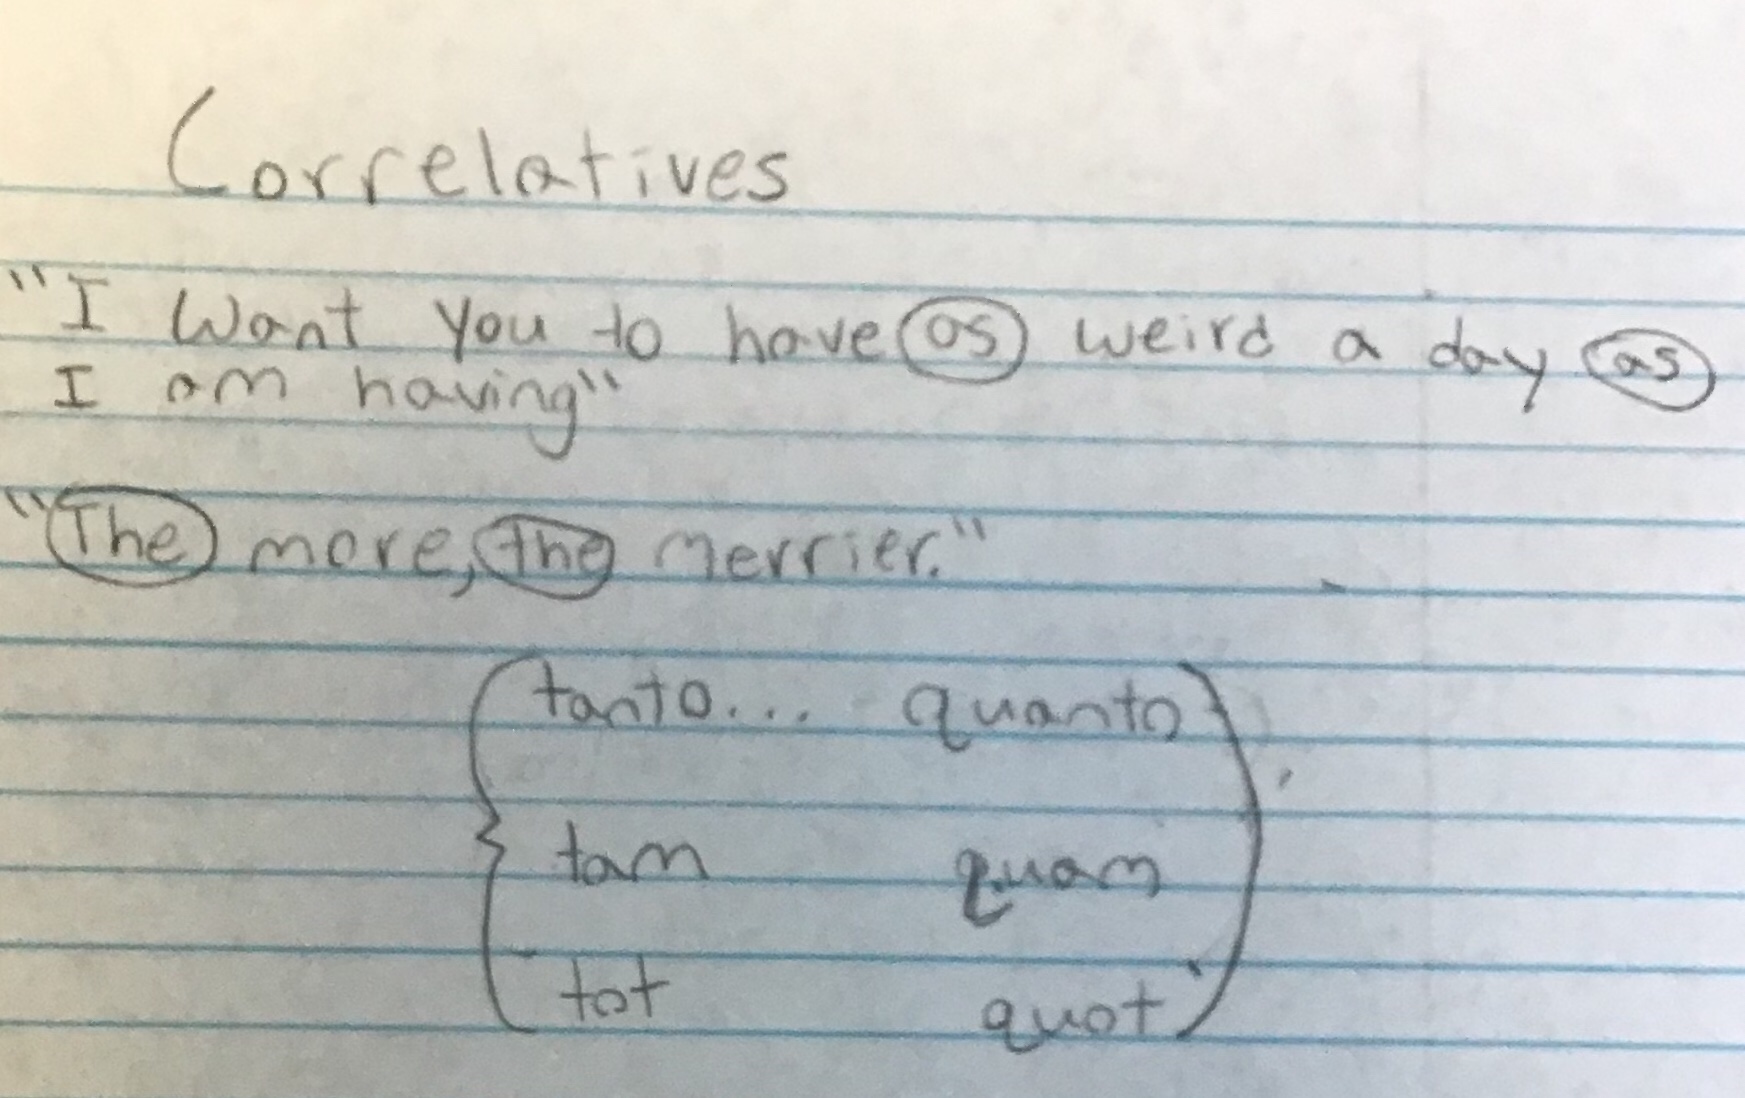 Correlatives
"I want you to have as weird a day as
I am having"
"The more, the merrier."
tanto... quanto
tam quam
tot quot